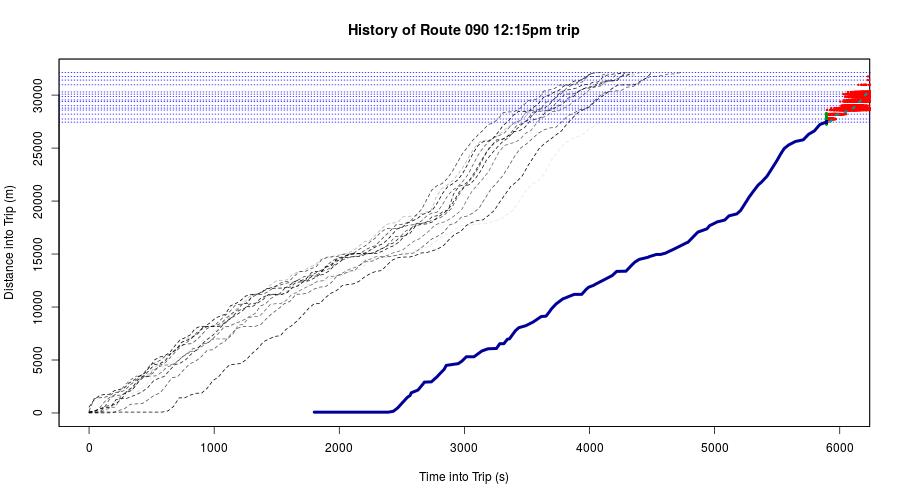 History of Route 090 12:15pm trip
Distance into Trip (m)
30000
25000
20000
15000
10000
5000
0
0 1000 2000 3000 4000 5000 6000
Time into Trip (s)